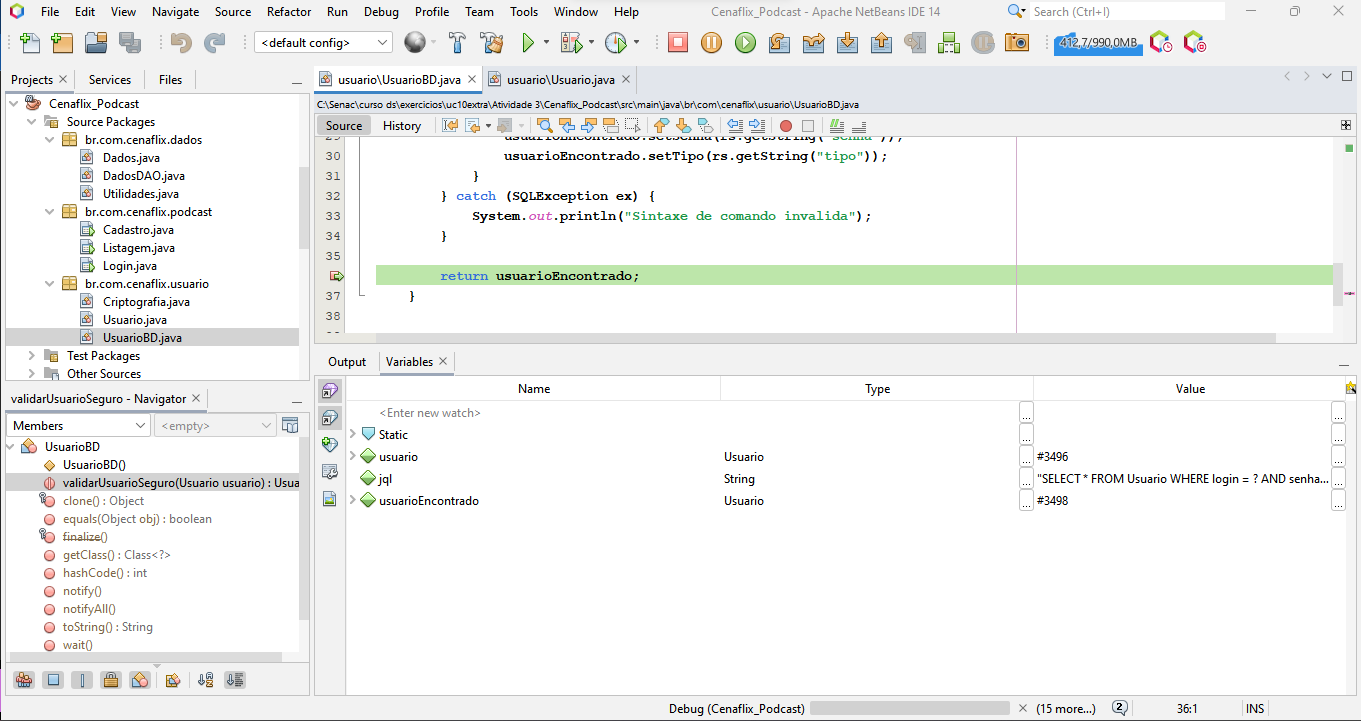 File Edit View Navigate Source Refactor Run Debug Profile Team Tools Window Help
Cenaflix_Podcast - Apache NetBeans IDE 14
Search (Ctrl+I)
<default config>
412,7/990,0MB
Projects Services Files
Cenaflix_Podcast
Source Packages
br.com.cenaflix.dados
Dados.java
DadosDAO.java
Utilidades.java
br.com.cenaflix.podcast
Cadastro.java
Listagem.java
Login.java
br.com.cenaflix.usuario
Criptografia.java
Usuario.java
UsuarioBD.java
Test Packages
Other Sources
validarUsuarioSeguro - Navigator
Members <empty>
UsuarioBD
UsuarioBD()
validarUsuarioSeguro(Usuario usuario) : Usua
clone() : Object
equals(Object obj) : boolean
finalize()
getClass() : Class<?>
hashCode() : int
notify()
notifyAll()
toString() : String
wait()
usuario\UsuarioBD.java usuario\Usuario.java
C:\Senac\curso ds\exercicios\uc10extra\Atividade 3\Cenaflix_Podcast\src\main\java\br\com\cenaflix\usuario\UsuarioBD.java
Source History
29 usuarioEncontrado.setSenha(rs.getString("senha"));
30 usuarioEncontrado.setTipo(rs.getString("tipo"));
31 }
32 } catch (SQLException ex) {
33 System.out.println("Sintaxe de comando invalida");
34 }
35
return usuarioEncontrado;
37 }
38
Output Variables
Name Type Value
<Enter new watch>
Static
usuario Usuario #3496
jql String "SELECT * FROM Usuario WHERE login = ? AND senha...
usuarioEncontrado Usuario #3498
Debug (Cenaflix_Podcast) (15 more...) 2 36:1 INS